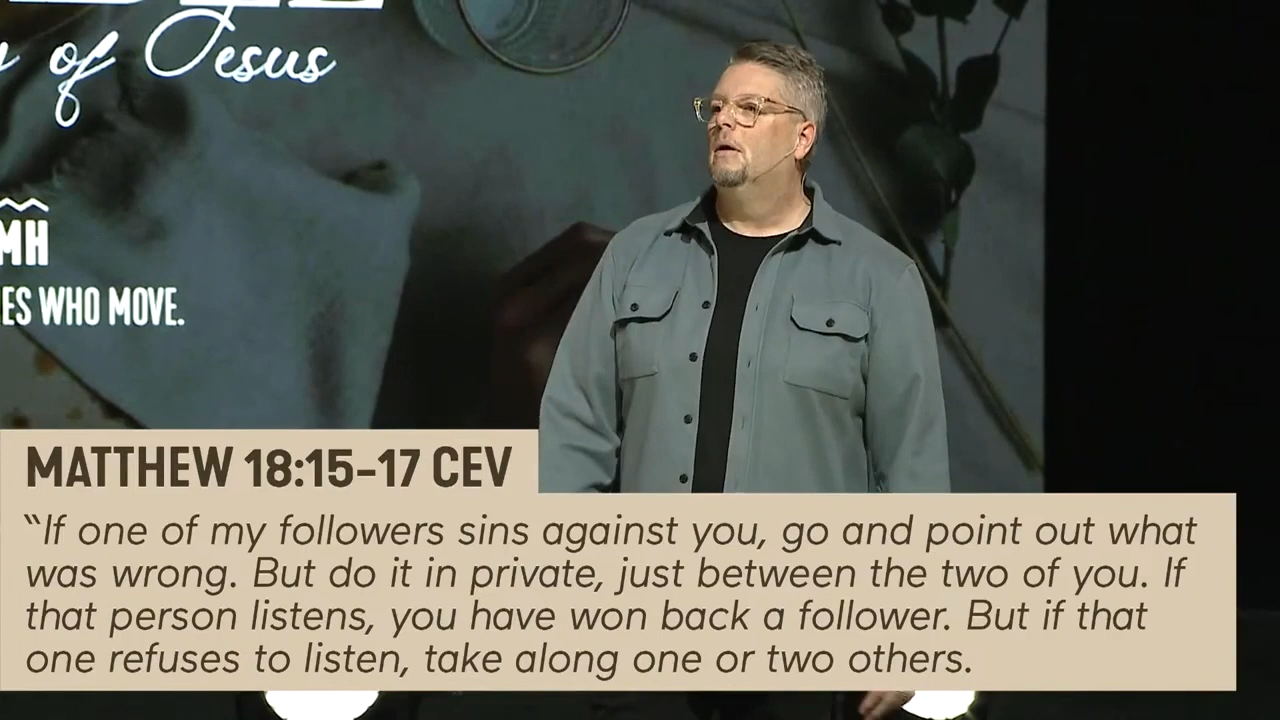 of Jesus
MH
ES WHO MOVE.
MATTHEW 18:15-17 CEV
“If one of my followers sins against you, go and point out what
was wrong. But do it in private, just between the two of you. If
that person listens, you have won back a follower. But if that
one refuses to listen, take along one or two others.